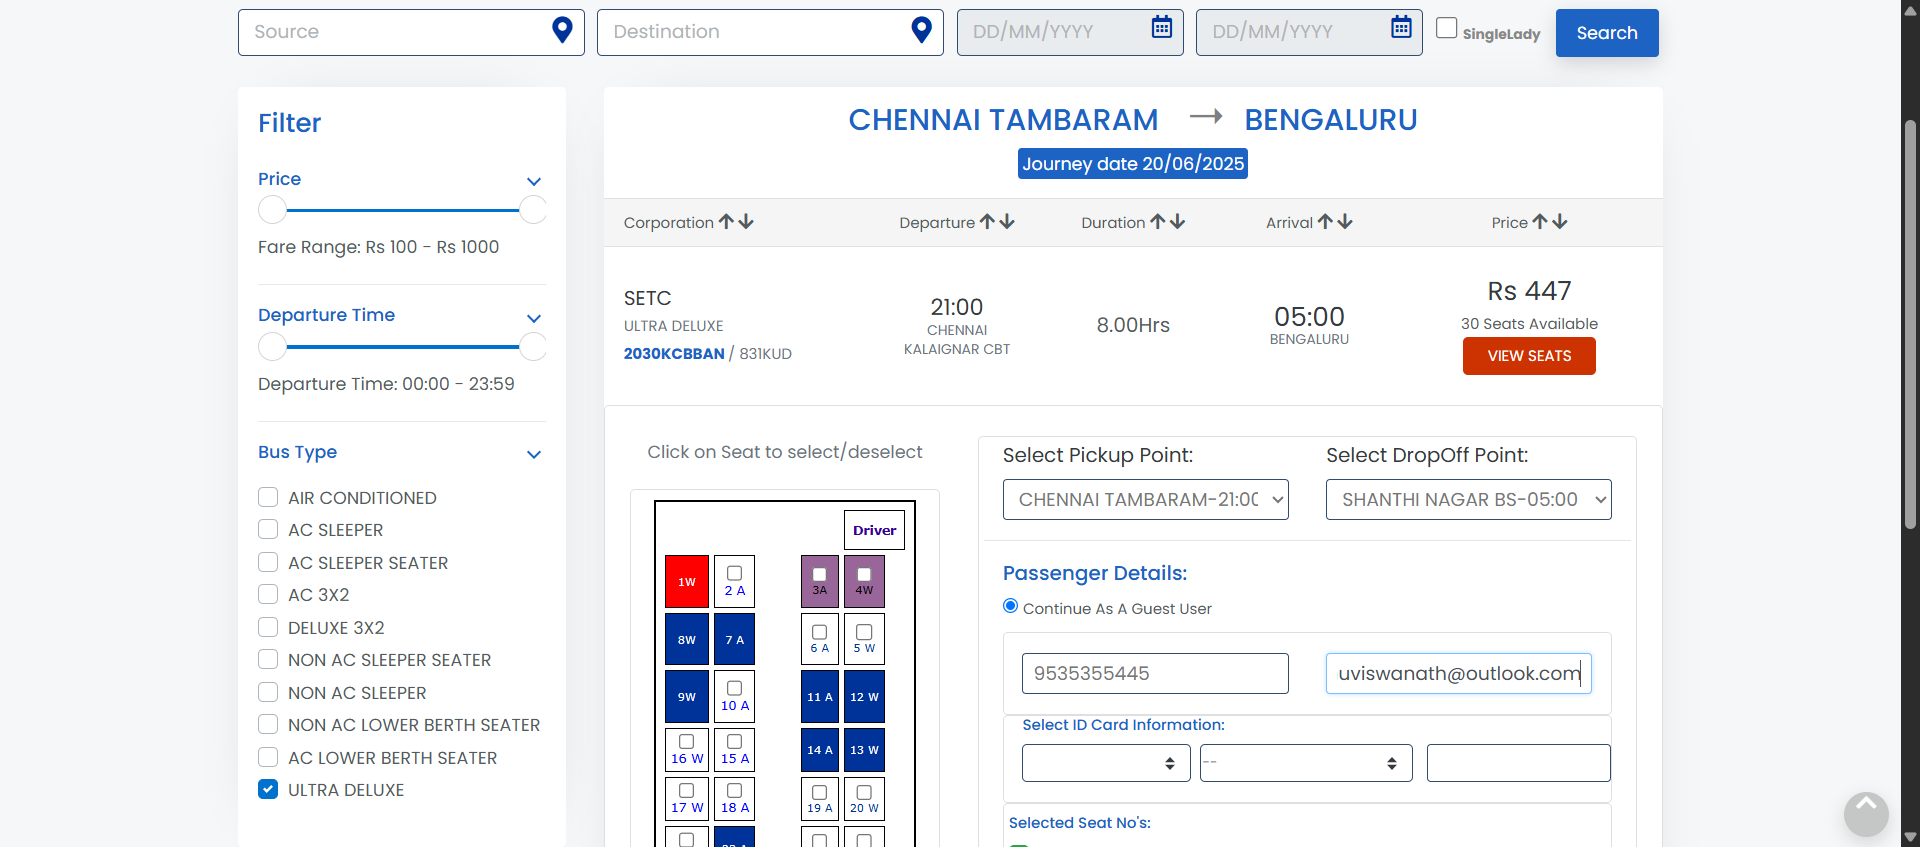 Source
Destination
DD/MM/YYYY
DD/MM/YYYY
SingleLady
Search
Filter
Price
Fare Range: Rs 100 - Rs 1000
Departure Time
Departure Time: 00:00 - 23:59
Bus Type
AIR CONDITIONED
AC SLEEPER
AC SLEEPER SEATER
AC 3X2
DELUXE 3X2
NON AC SLEEPER SEATER
NON AC SLEEPER
NON AC LOWER BERTH SEATER
AC LOWER BERTH SEATER
ULTRA DELUXE
CHENNAI TAMBARAM → BENGALURU
Journey date 20/06/2025
Corporation Departure Duration Arrival Price
SETC
ULTRA DELUXE
2030KCBBAN / 831KUD
21:00
CHENNAI
KALAIGNAR CBT
8.00Hrs
05:00
BENGALURU
Rs 447
30 Seats Available
VIEW SEATS
Click on Seat to select/deselect
Driver
1W 2 A 3A 4W
8W 7 A 6 A 5 W
9W 10 A 11 A 12 W
16 W 15 A 14 A 13 W
17 W 18 A 19 A 20 W
Select Pickup Point:
CHENNAI TAMBARAM-21:00
Select DropOff Point:
SHANTHI NAGAR BS-05:00
Passenger Details:
Continue As A Guest User
9535355445
uviswanath@outlook.com
Select ID Card Information:
--
Selected Seat No's: